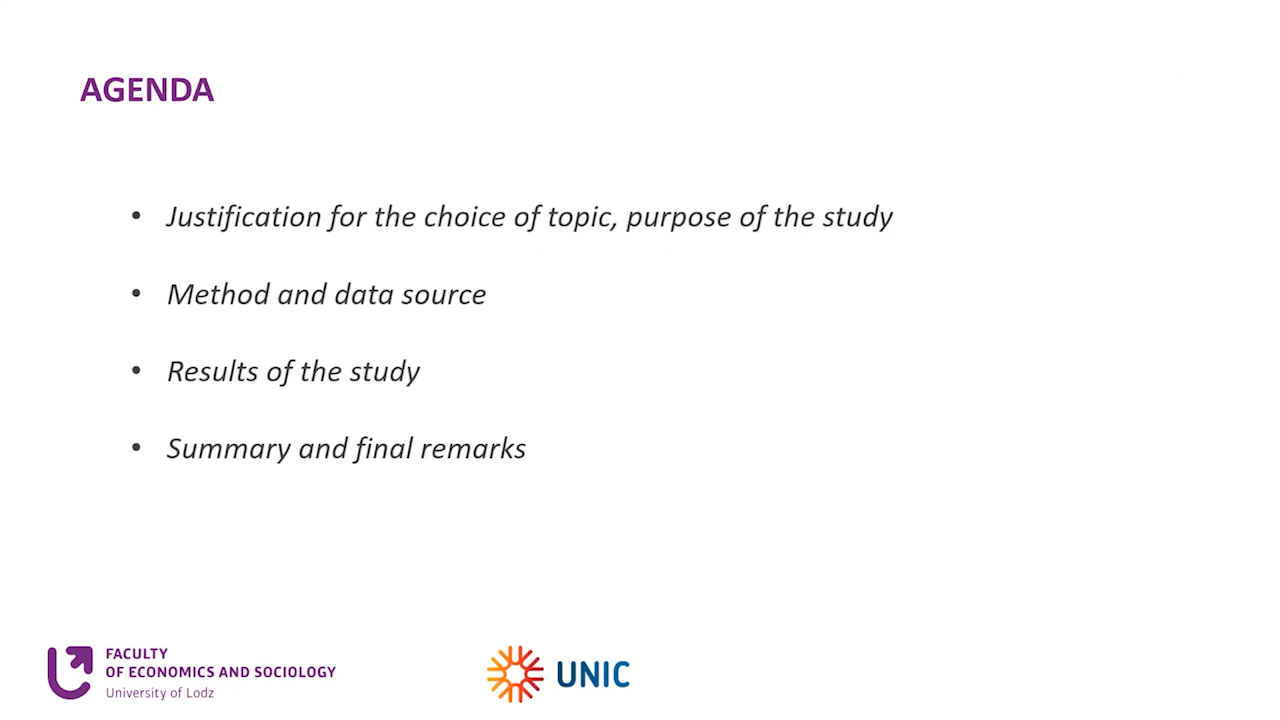 AGENDA
• Justification for the choice of topic, purpose of the study
• Method and data source
• Results of the study
• Summary and final remarks
FACULTY
OF ECONOMICS AND SOCIOLOGY
University of Lodz
UNIC